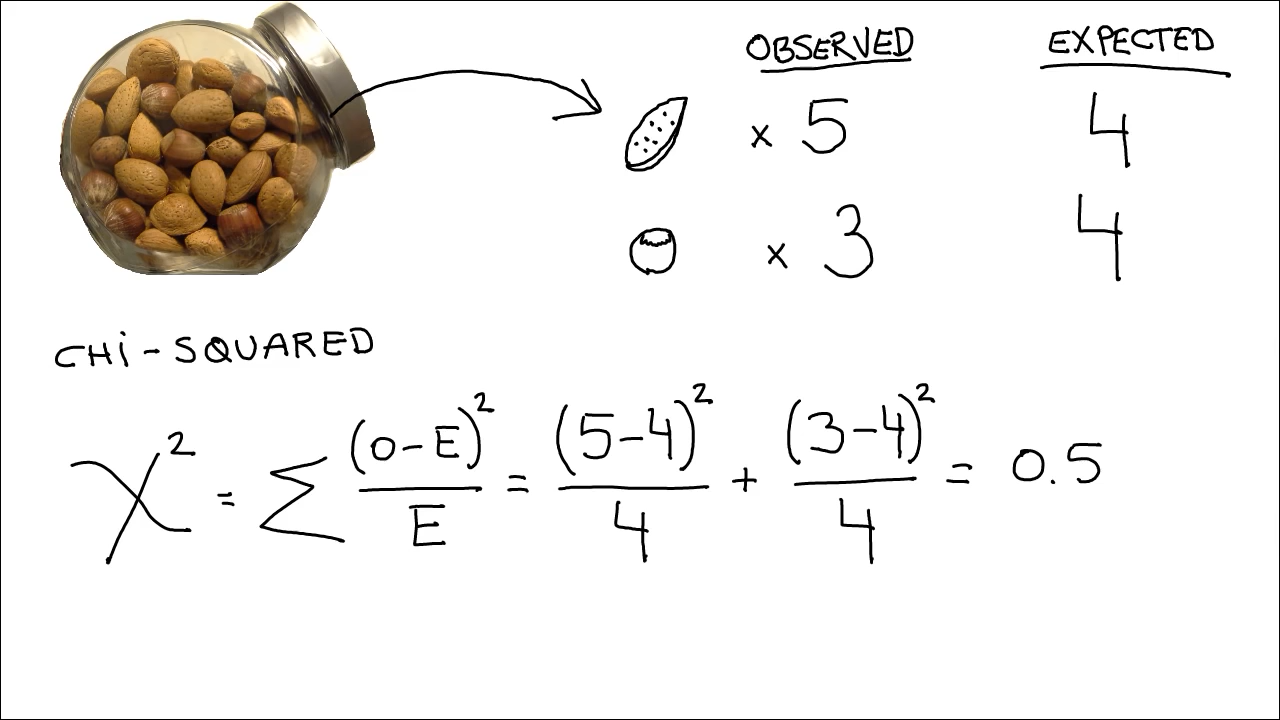 OBSERVED EXPECTED
x 5 4
x 3 4
CHi-SQUARED
χ² = Σ (O-E)²/E = (5-4)²/4 + (3-4)²/4 = 0.5